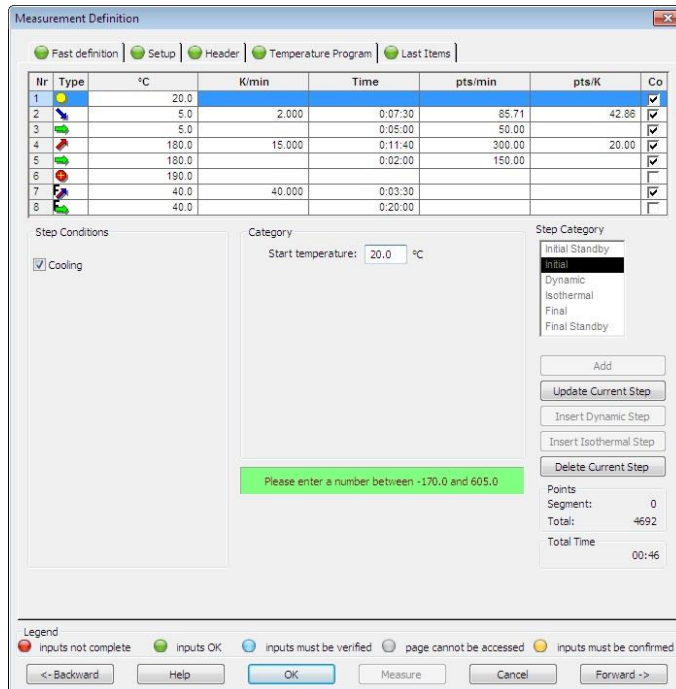 Measurement Definition
Fast definition Setup Header Temperature Program Last Items
Nr Type °C K/min Time pts/min pts/K Co
1 20.0
2 5.0 2.000 0:07:30 85.71 42.86
3 5.0 0:05:00 50.00
4 180.0 15.000 0:11:40 300.00 20.00
5 180.0 0:02:00 150.00
6 190.0
7 F 40.0 40.000 0:03:30
8 F 40.0 0:20:00
Step Conditions
Cooling
Category
Start temperature: 20.0 °C
Please enter a number between -170.0 and 605.0
Step Category
Initial Standby
Initial
Dynamic
Isothermal
Final
Final Standby
Add
Update Current Step
Insert Dynamic Step
Insert Isothermal Step
Delete Current Step
Points
Segment: 0
Total: 4692
Total Time
00:46
Legend
inputs not complete inputs OK inputs must be verified page cannot be accessed inputs must be confirmed
<- Backward Help OK Measure Cancel Forward ->